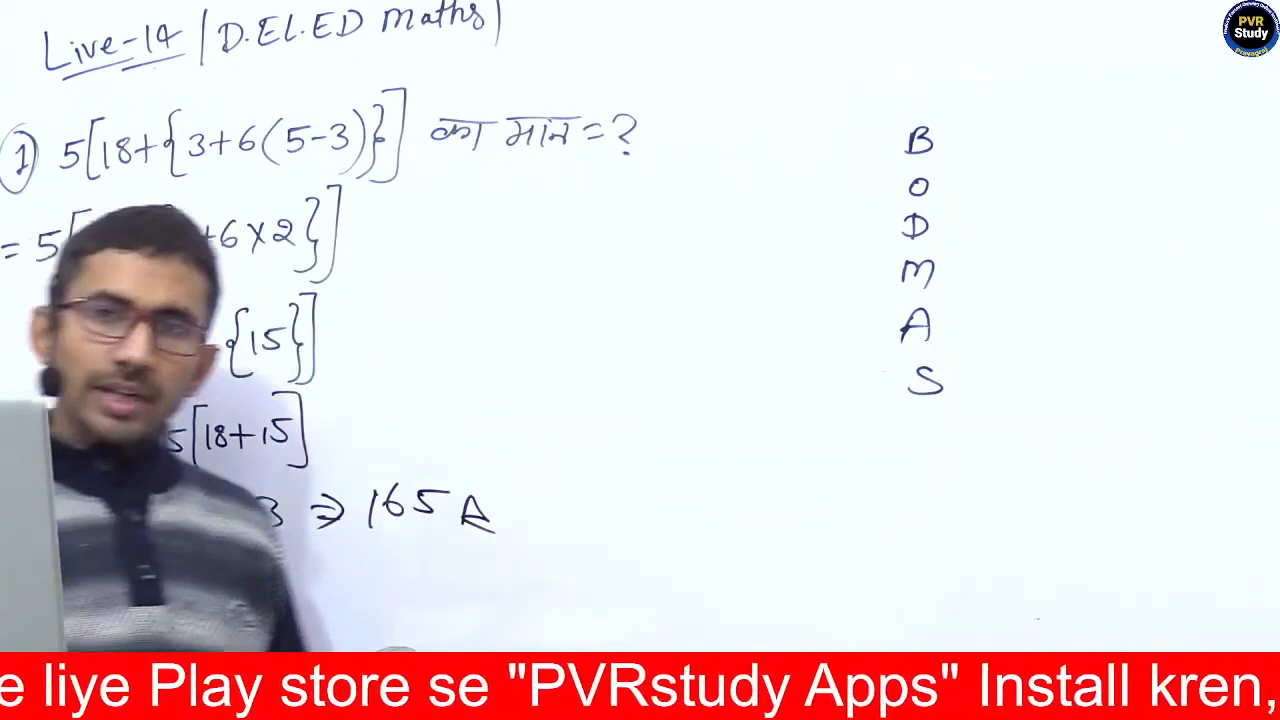 Live-14 | D.EL.ED Maths |
① 5[18+{3+6(5-3)}] का मान=?
= 5[ +6×2}]
{15}]
5[18+15]
3 ⇒ 165 A
B
O
D
M
A
S
PVR
Study
Prayagraj
e liye Play store se "PVRstudy Apps" Install kren,